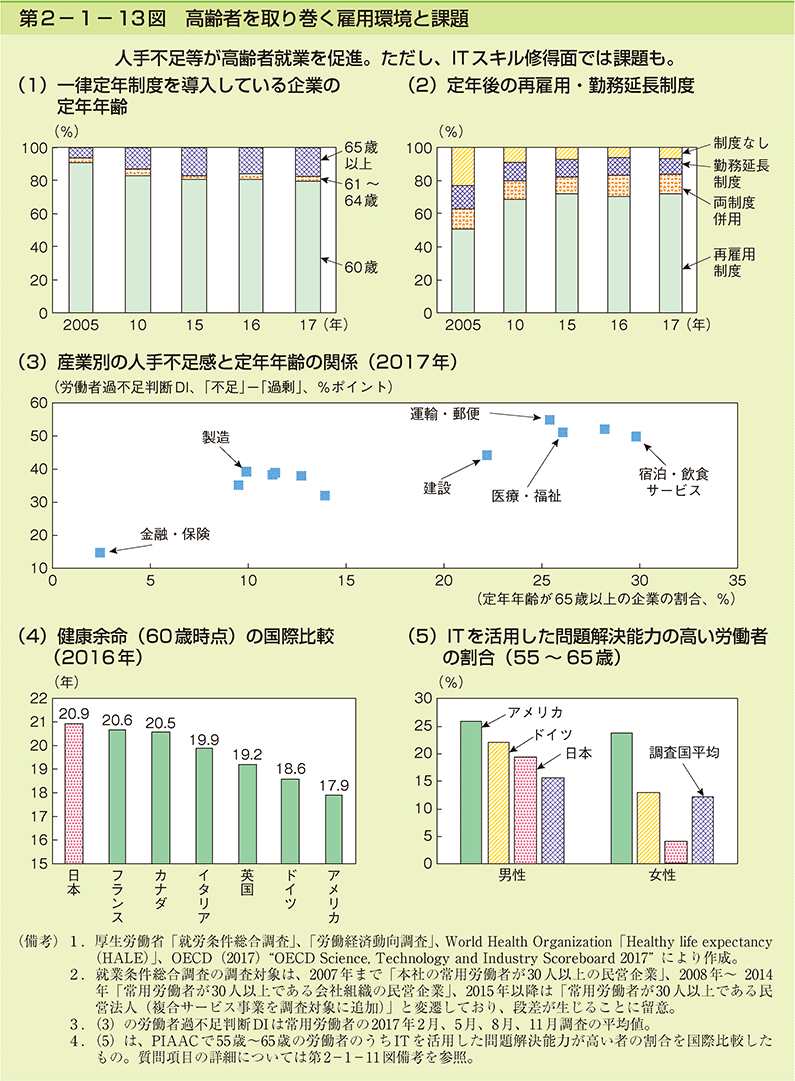 第2－1－13図　高齢者を取り巻く雇用環境と課題
人手不足等が高齢者就業を促進。ただし、ITスキル修得面では課題も。
（1）一律定年制度を導入している企業の
定年年齢
（%）
100
80
60
40
20
0
2005
10
15
16
17（年）
65歳
以上
61～
64歳
60歳
（2）定年後の再雇用・勤務延長制度
（%）
100
80
60
40
20
0
2005
10
15
16
17（年）
制度なし
勤務延長
制度
両制度
併用
再雇用
制度
（3）産業別の人手不足感と定年年齢の関係（2017年）
（労働者過不足判断DI、「不足」－「過剰」、%ポイント）
60
50
40
30
20
10
0
5
10
15
20
25
30
35
製造
金融・保険
運輸・郵便
建設
医療・福祉
宿泊・飲食
サービス
（定年年齢が65歳以上の企業の割合、%）
（4）健康余命（60歳時点）の国際比較
（2016年）
（年）
22
21
20
19
18
17
16
15
20.9
20.6
20.5
19.9
19.2
18.6
17.9
日本
フランス
カナダ
イタリア
英国
ドイツ
アメリカ
（5）ITを活用した問題解決能力の高い労働者
の割合（55～65歳）
（%）
30
25
20
15
10
5
0
アメリカ
ドイツ
日本
調査国平均
男性
女性
（備考）1．厚生労働省「就労条件総合調査」、「労働経済動向調査」、World Health Organization「Healthy life expectancy
（HALE）」、OECD（2017）“OECD Science, Technology and Industry Scoreboard 2017”により作成。
2．就業条件総合調査の調査対象は、2007年まで「本社の常用労働者が30人以上の民営企業」、2008年～2014
年「常用労働者が30人以上である会社組織の民営企業」、2015年以降は「常用労働者が30人以上である民
営法人（複合サービス事業を調査対象に追加）」と変遷しており、段差が生じることに留意。
3．（3）の労働者過不足判断DIは常用労働者の2017年2月、5月、8月、11月調査の平均値。
4．（5）は、PIAACで55歳～65歳の労働者のうちITを活用した問題解決能力が高い者の割合を国際比較した
もの。質問項目の詳細については第2－1－11図備考を参照。